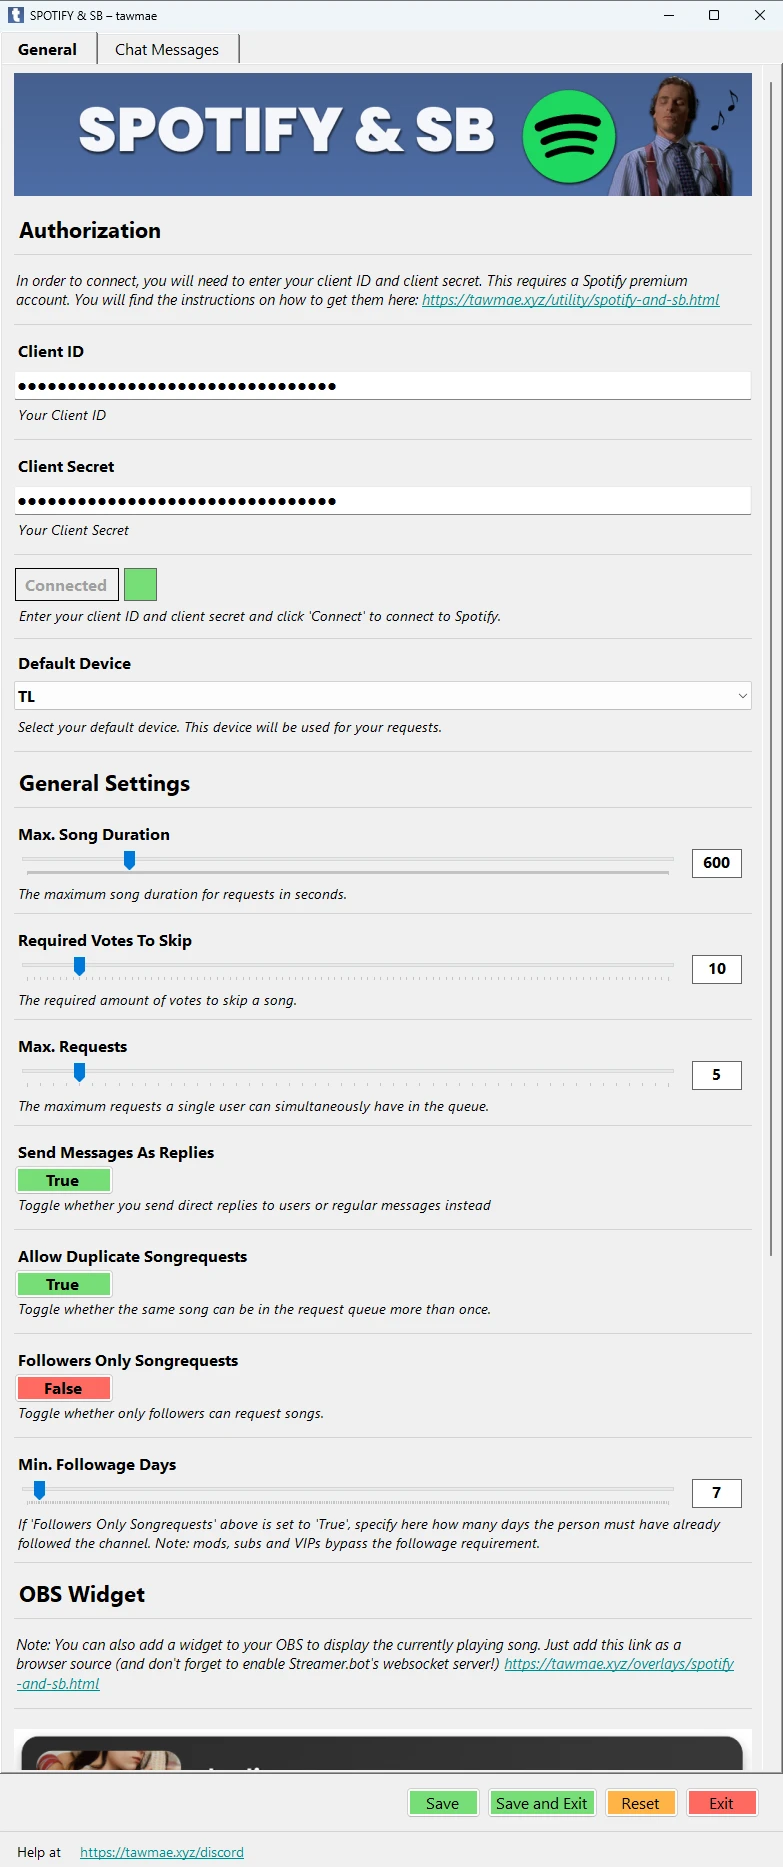 SPOTIFY & SB – tawmae
General
Chat Messages
SPOTIFY & SB
Authorization
In order to connect, you will need to enter your client ID and client secret. This requires a Spotify premium
account. You will find the instructions on how to get them here: https://tawmae.xyz/utility/spotify-and-sb.html
Client ID
Your Client ID
Client Secret
Your Client Secret
Connected
Enter your client ID and client secret and click 'Connect' to connect to Spotify.
Default Device
TL
Select your default device. This device will be used for your requests.
General Settings
Max. Song Duration
600
The maximum song duration for requests in seconds.
Required Votes To Skip
10
The required amount of votes to skip a song.
Max. Requests
5
The maximum requests a single user can simultaneously have in the queue.
Send Messages As Replies
True
Toggle whether you send direct replies to users or regular messages instead
Allow Duplicate Songrequests
True
Toggle whether the same song can be in the request queue more than once.
Followers Only Songrequests
False
Toggle whether only followers can request songs.
Min. Followage Days
7
If 'Followers Only Songrequests' above is set to 'True', specify here how many days the person must have already
followed the channel. Note: mods, subs and VIPs bypass the followage requirement.
OBS Widget
Note: You can also add a widget to your OBS to display the currently playing song. Just add this link as a
browser source (and don't forget to enable Streamer.bot's websocket server!) https://tawmae.xyz/overlays/spotify
-and-sb.html
Save
Save and Exit
Reset
Exit
Help at https://tawmae.xyz/discord